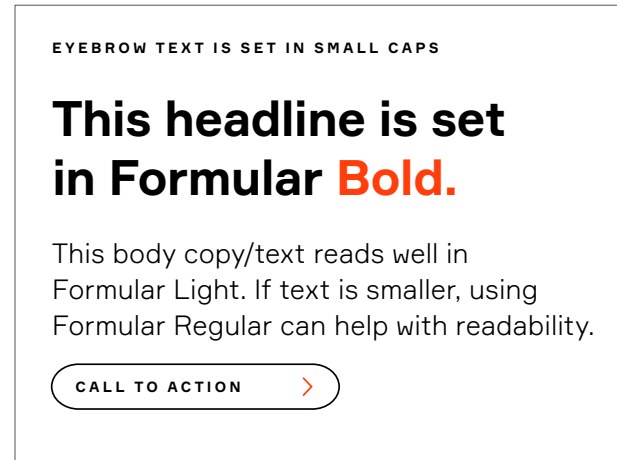 EYEBROW TEXT IS SET IN SMALL CAPS
This headline is set
in Formular Bold.
This body copy/text reads well in
Formular Light. If text is smaller, using
Formular Regular can help with readability.
CALL TO ACTION